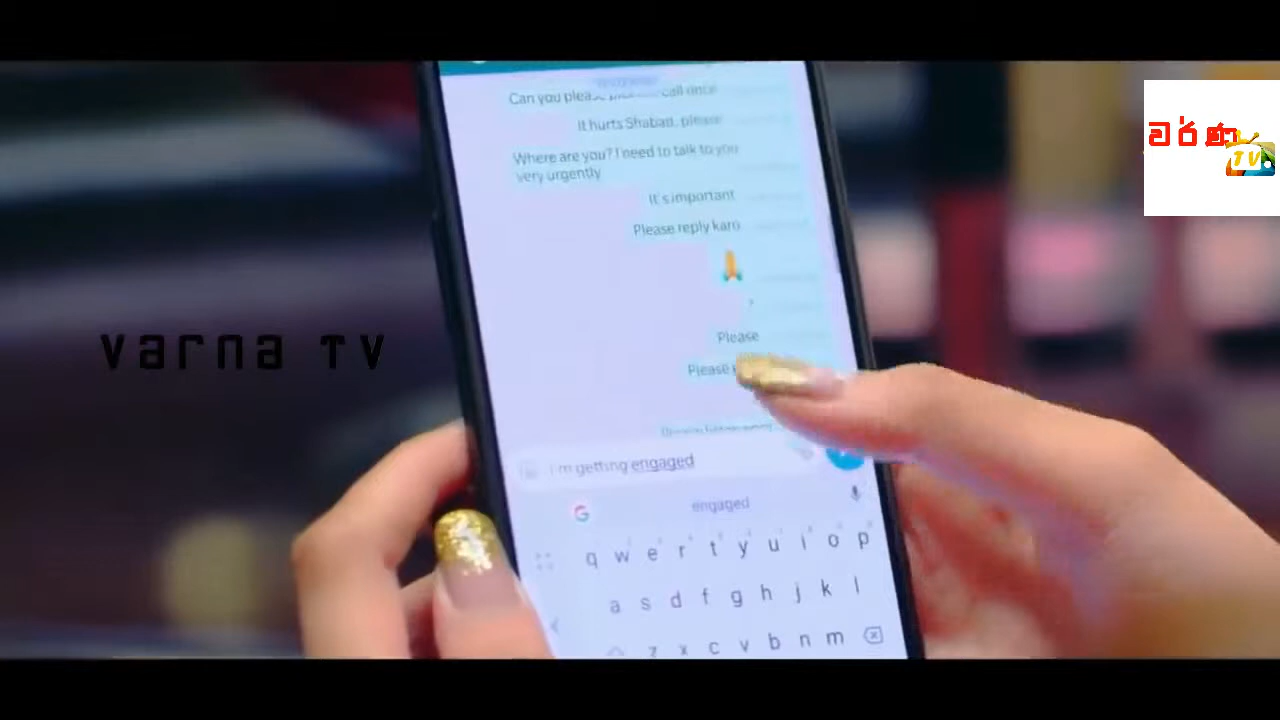 Can you please call once
It hurts Shabad, please
Where are you? I need to talk to you
very urgently
It's important
Please reply karo
🙏
?
Please
Please
I'm getting engaged
engaged
q w e r t y u i o p
a s d f g h j k l
z x c v b n m
varna TV
වර්ණ
TV